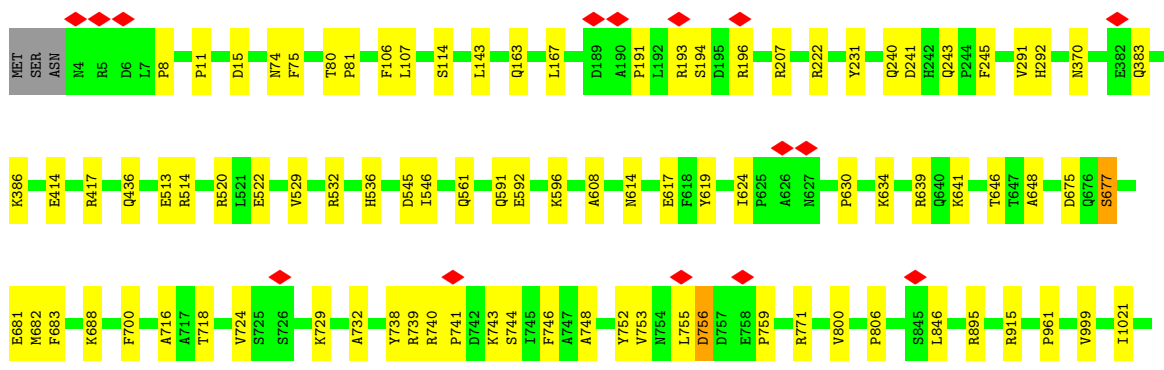 MET SER ASN N4 R5 D6 L7 P8 P11 D15 N74 F75 T80 P81 F106 L107 S114 L143 Q163 L167 D189 A190 P191 L192 R193 S194 D195 R196 R207 R222 Y231 Q240 D241 H242 Q243 P244 F245 V291 H292 N370 E382 Q383
K386 E414 R417 Q436 E513 R514 R520 L521 E522 V529 R532 H536 D545 I546 Q561 Q591 E592 K596 A608 N614 E617 F618 Y619 I624 P625 A626 N627 P630 K634 R639 Q640 K641 T646 T647 A648 D675 Q676 S677
E681 M682 F683 K688 F700 A716 A717 T718 V724 S725 S726 K729 A732 Y738 R739 R740 P741 D742 K743 S744 I745 F746 A747 A748 Y752 V753 N754 L755 D756 D757 E758 P759 R771 V800 P806 S845 L846 R895 R915 P961 V999 I1021